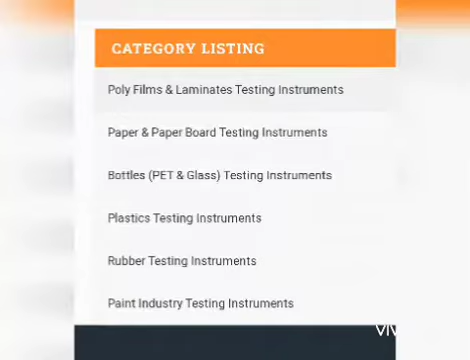 CATEGORY LISTING
Poly Films & Laminates Testing Instruments
Paper & Paper Board Testing Instruments
Bottles (PET & Glass) Testing Instruments
Plastics Testing Instruments
Rubber Testing Instruments
Paint Industry Testing Instruments